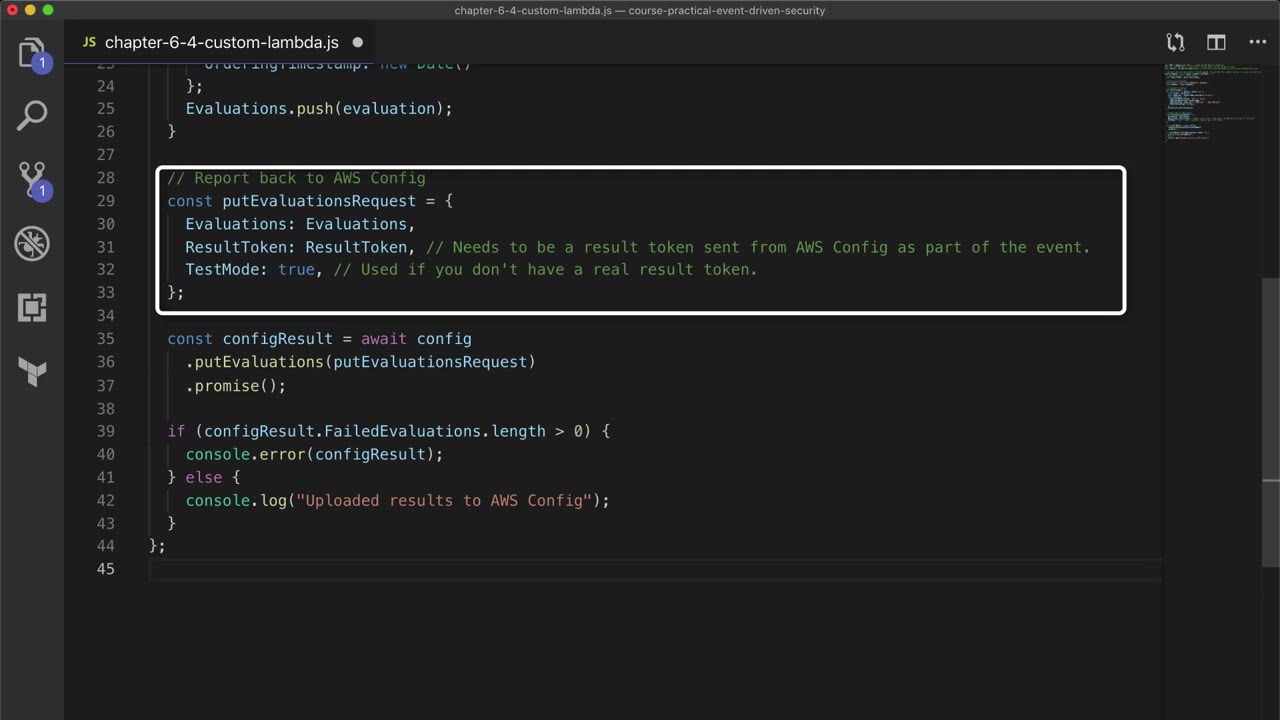 chapter-6-4-custom-lambda.js — course-practical-event-driven-security
JS chapter-6-4-custom-lambda.js
1
1
23 orderingTimestamp: new Date()
24 };
25 Evaluations.push(evaluation);
26 }
27
28 // Report back to AWS Config
29 const putEvaluationsRequest = {
30 Evaluations: Evaluations,
31 ResultToken: ResultToken, // Needs to be a result token sent from AWS Config as part of the event.
32 TestMode: true, // Used if you don't have a real result token.
33 };
34
35 const configResult = await config
36 .putEvaluations(putEvaluationsRequest)
37 .promise();
38
39 if (configResult.FailedEvaluations.length > 0) {
40 console.error(configResult);
41 } else {
42 console.log("Uploaded results to AWS Config");
43 }
44 };
45